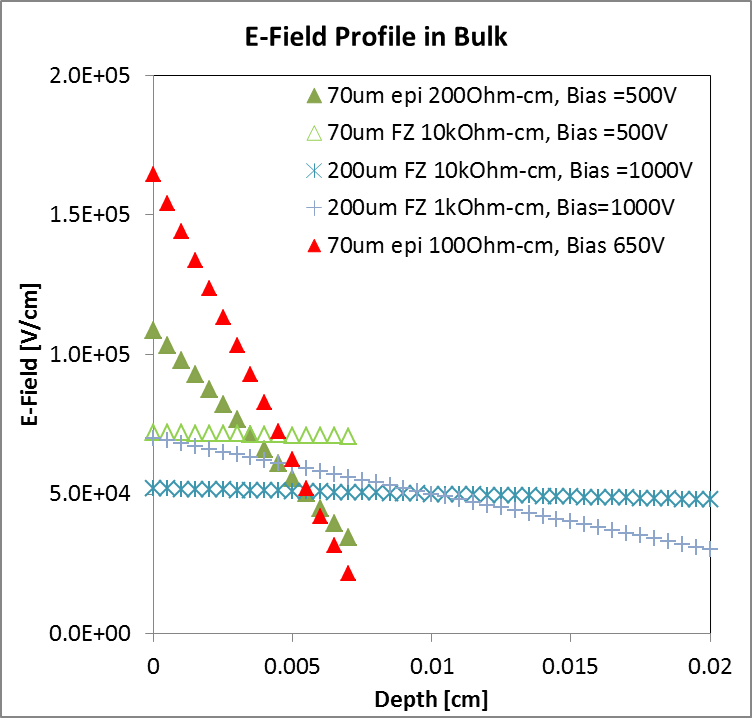 E-Field Profile in Bulk
2.0E+05
1.5E+05
1.0E+05
5.0E+04
0.0E+00
E-Field [V/cm]
70um epi 200Ohm-cm, Bias =500V
70um FZ 10kOhm-cm, Bias =500V
200um FZ 10kOhm-cm, Bias =1000V
200um FZ 1kOhm-cm, Bias=1000V
70um epi 100Ohm-cm, Bias 650V
0 0.005 0.01 0.015 0.02
Depth [cm]